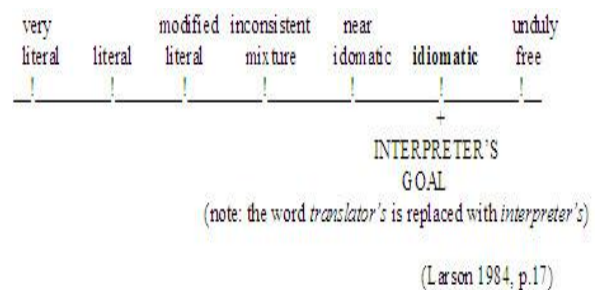 very modified inconsistent near unduly
literal literal literal mixture idomatic idiomatic free
! ! ! ! ! ! !
+
INTERPRETER'S
GOAL
(note: the word translator's is replaced with interpreter's)
(Larson 1984, p.17)